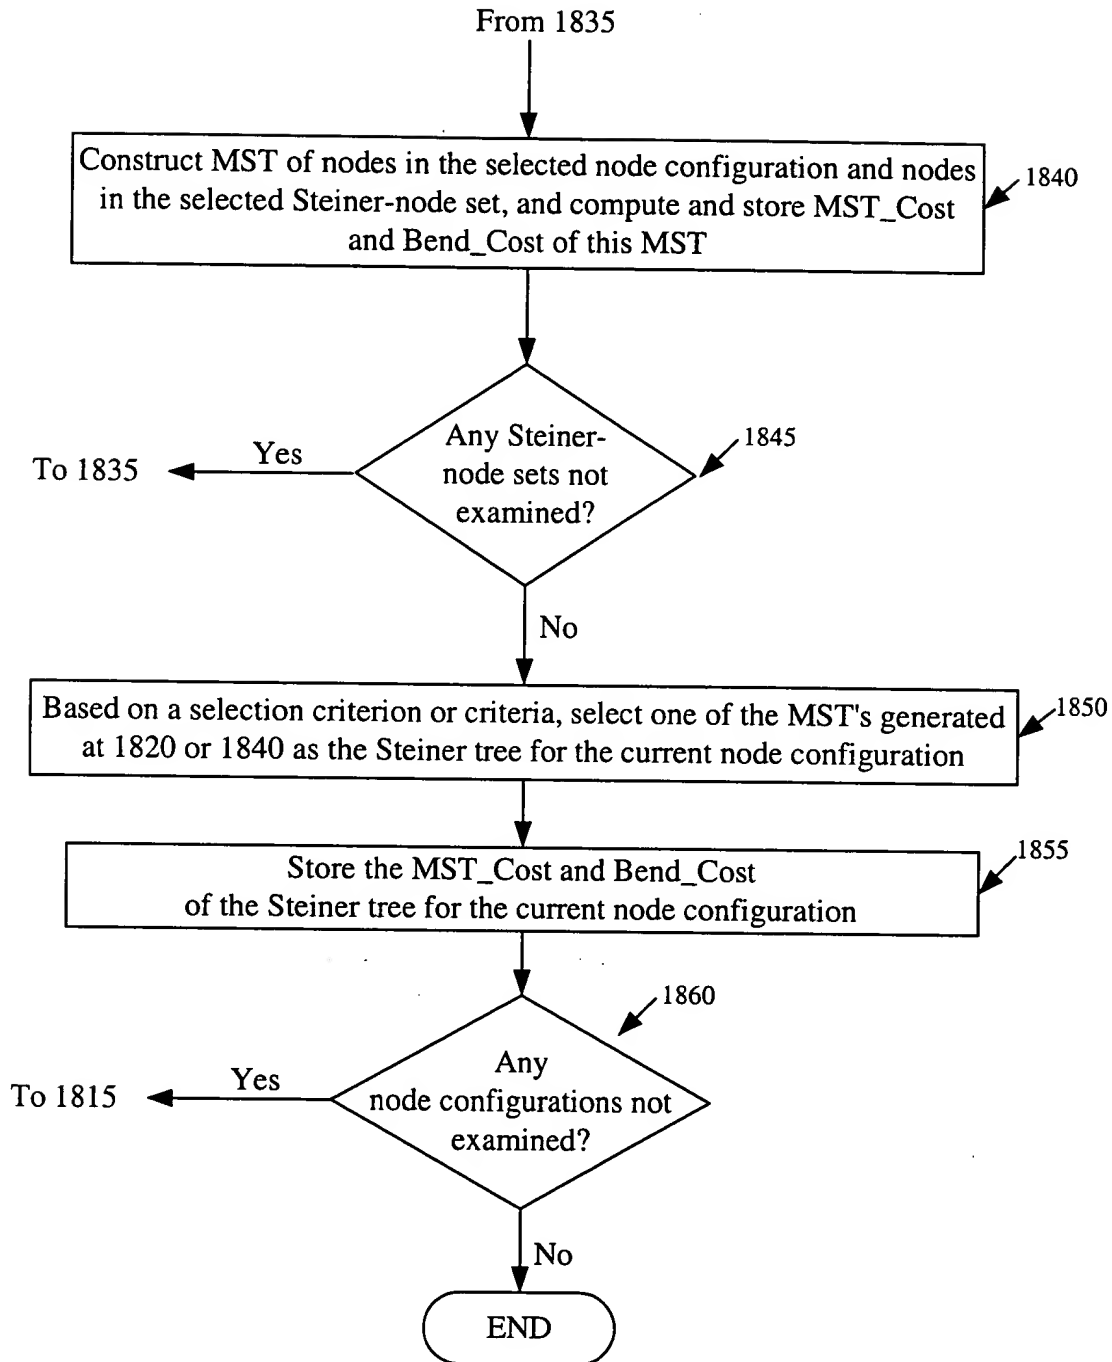 From 1835
Construct MST of nodes in the selected node configuration and nodes
in the selected Steiner-node set, and compute and store MST_Cost
and Bend_Cost of this MST
1840
Any Steiner-
node sets not
examined?
1845
Yes
To 1835
No
Based on a selection criterion or criteria, select one of the MST's generated
at 1820 or 1840 as the Steiner tree for the current node configuration
1850
Store the MST_Cost and Bend_Cost
of the Steiner tree for the current node configuration
1855
1860
Any
node configurations not
examined?
Yes
To 1815
No
END